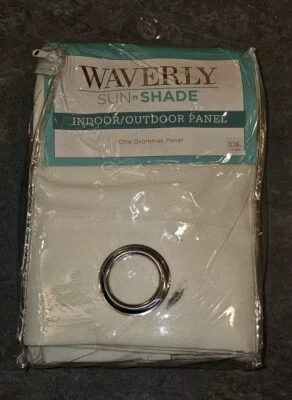 WAVERLY
SUN n SHADE
INDOOR/OUTDOOR PANEL
One Grommet Panel
108